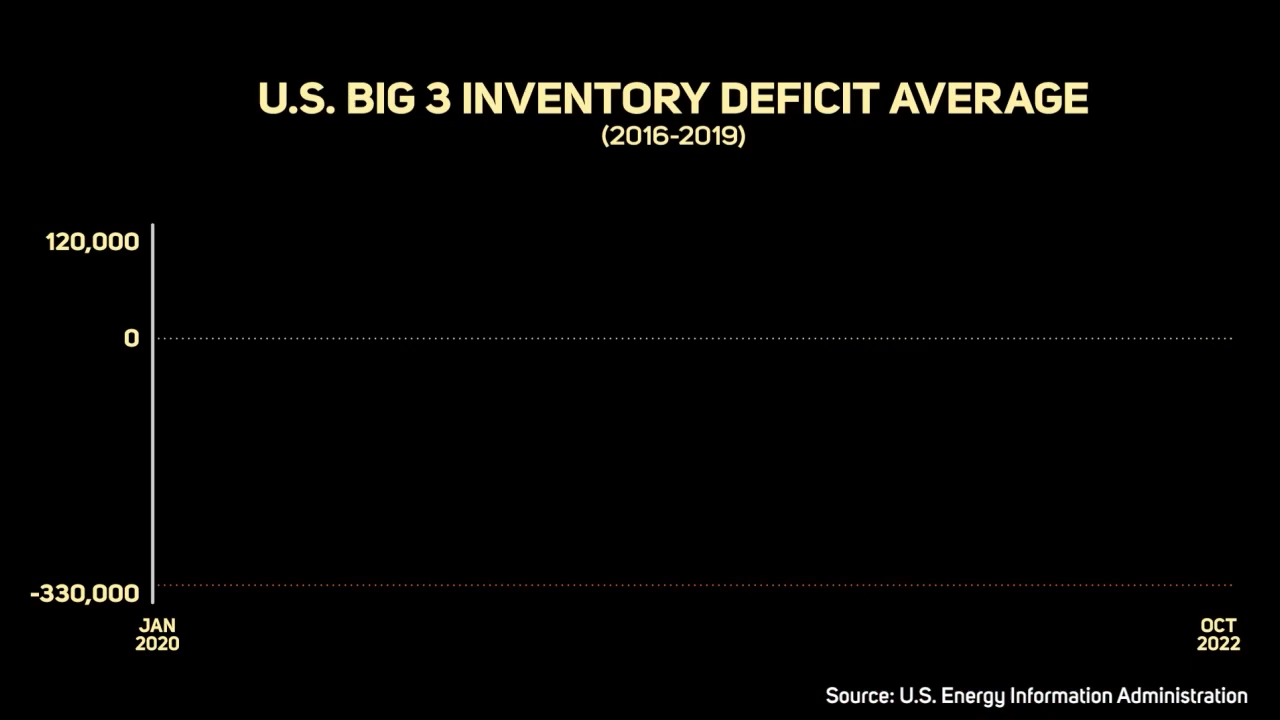 U.S. BIG 3 INVENTORY DEFICIT AVERAGE
(2016-2019)
120,000
0
-330,000
JAN
2020
OCT
2022
Source: U.S. Energy Information Administration